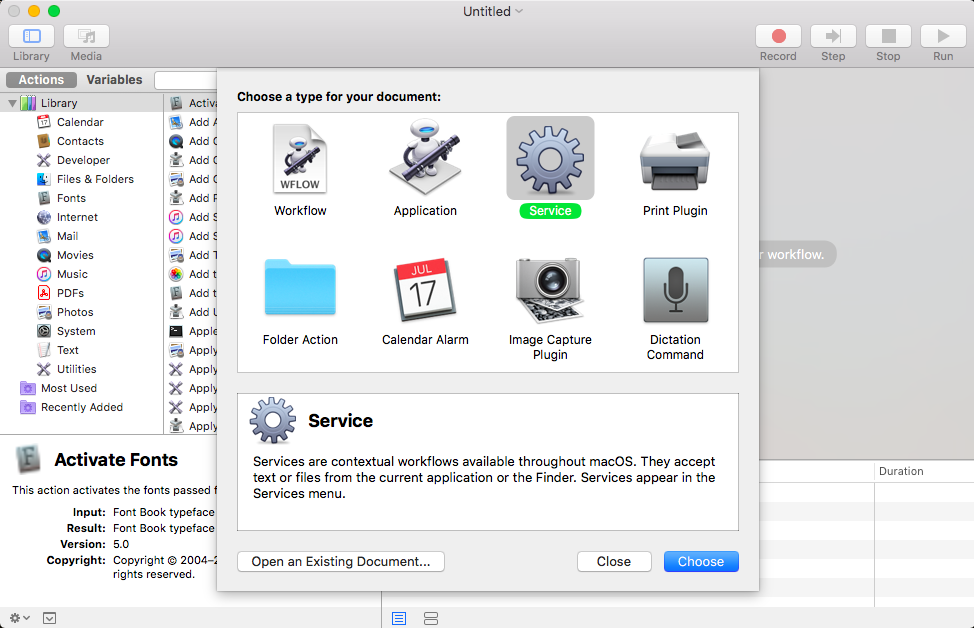 Untitled
Library
Media
Record
Step
Stop
Run
Actions
Variables
Library
Calendar
Contacts
Developer
Files & Folders
Fonts
Internet
Mail
Movies
Music
PDFs
Photos
System
Text
Utilities
Most Used
Recently Added
Activa
Add A
Add C
Add C
Add C
Add F
Add S
Add S
Add T
Add t
Add t
Add U
Apple
Apply
Apply
Apply
Apply
Apply
Choose a type for your document:
WFLOW
Workflow
Application
Service
Print Plugin
Folder Action
JUL
17
Calendar Alarm
Image Capture
Plugin
Dictation
Command
r workflow.
Service
Services are contextual workflows available throughout macOS. They accept
text or files from the current application or the Finder. Services appear in the
Services menu.
Open an Existing Document...
Close
Choose
F
Activate Fonts
This action activates the fonts passed f
Input: Font Book typeface
Result: Font Book typeface
Version: 5.0
Copyright: Copyright © 2004–2
rights reserved.
Duration